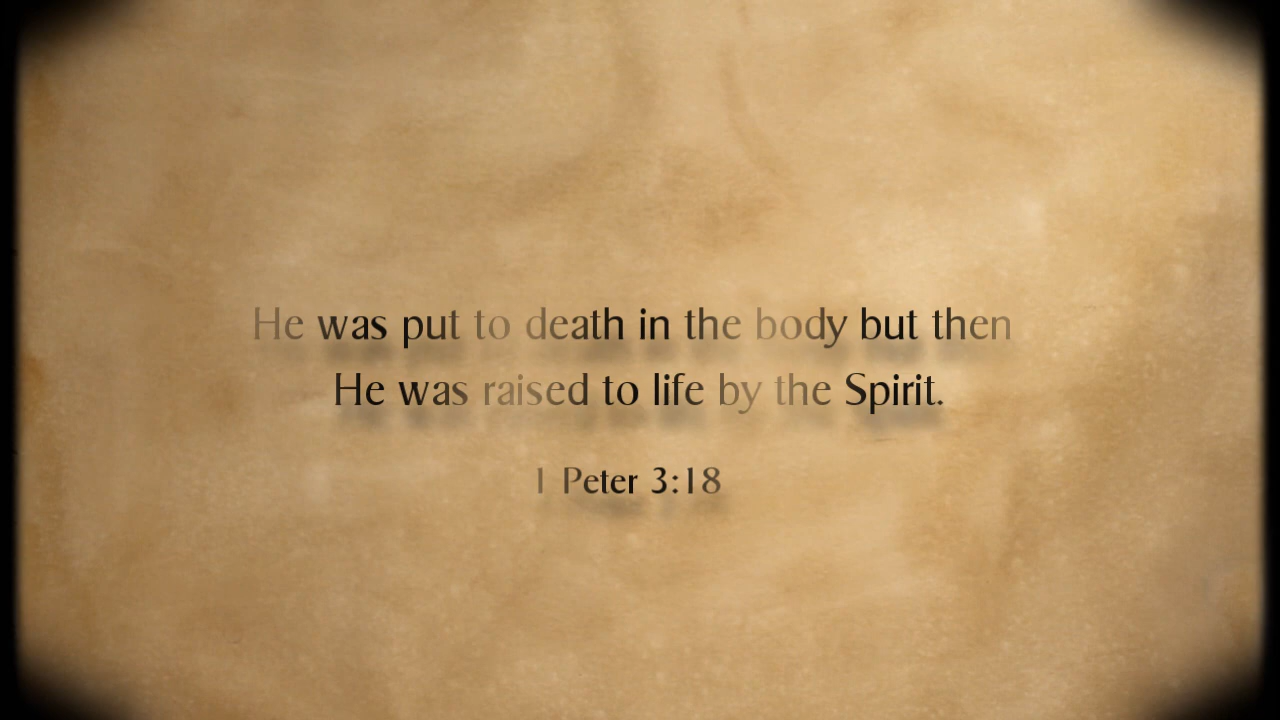 He was put to death in the body but then
He was raised to life by the Spirit.
1 Peter 3:18